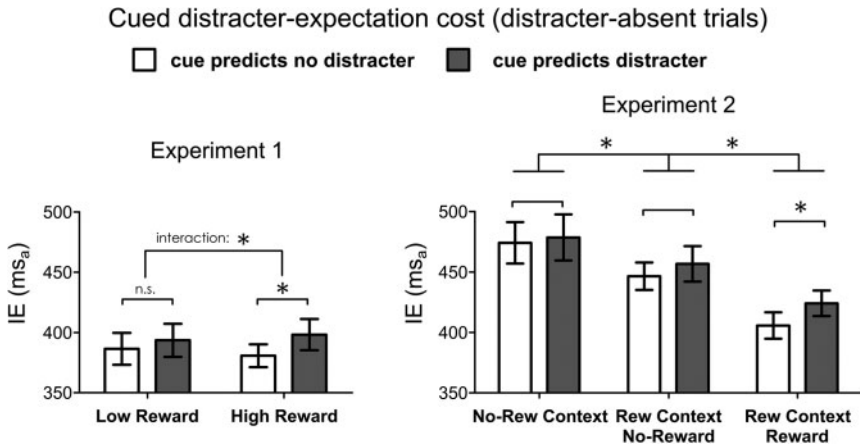 Cued distracter-expectation cost (distracter-absent trials)
cue predicts no distracter cue predicts distracter
Experiment 1
Experiment 2
* *
500
450
400
350
IE (msa)
interaction: *
n.s.
*
Low Reward High Reward
500
450
400
350
IE (msa)
*
No-Rew Context Rew Context Rew Context
No-Reward Reward